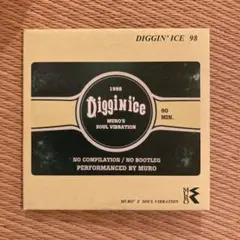 DIGGIN' ICE 98
1998
Diggin'ice
MURO'S
SOUL VIBRATION
90
MIN.
NO COMPILATION / NO BOOTLEG
PERFORMANCED BY MURO
MURO' Z SOUL VIBRATION